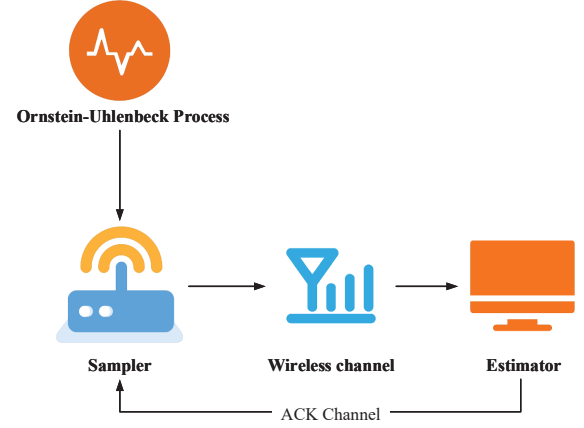 Ornstein-Uhlenbeck Process
Sampler
Wireless channel
Estimator
ACK Channel